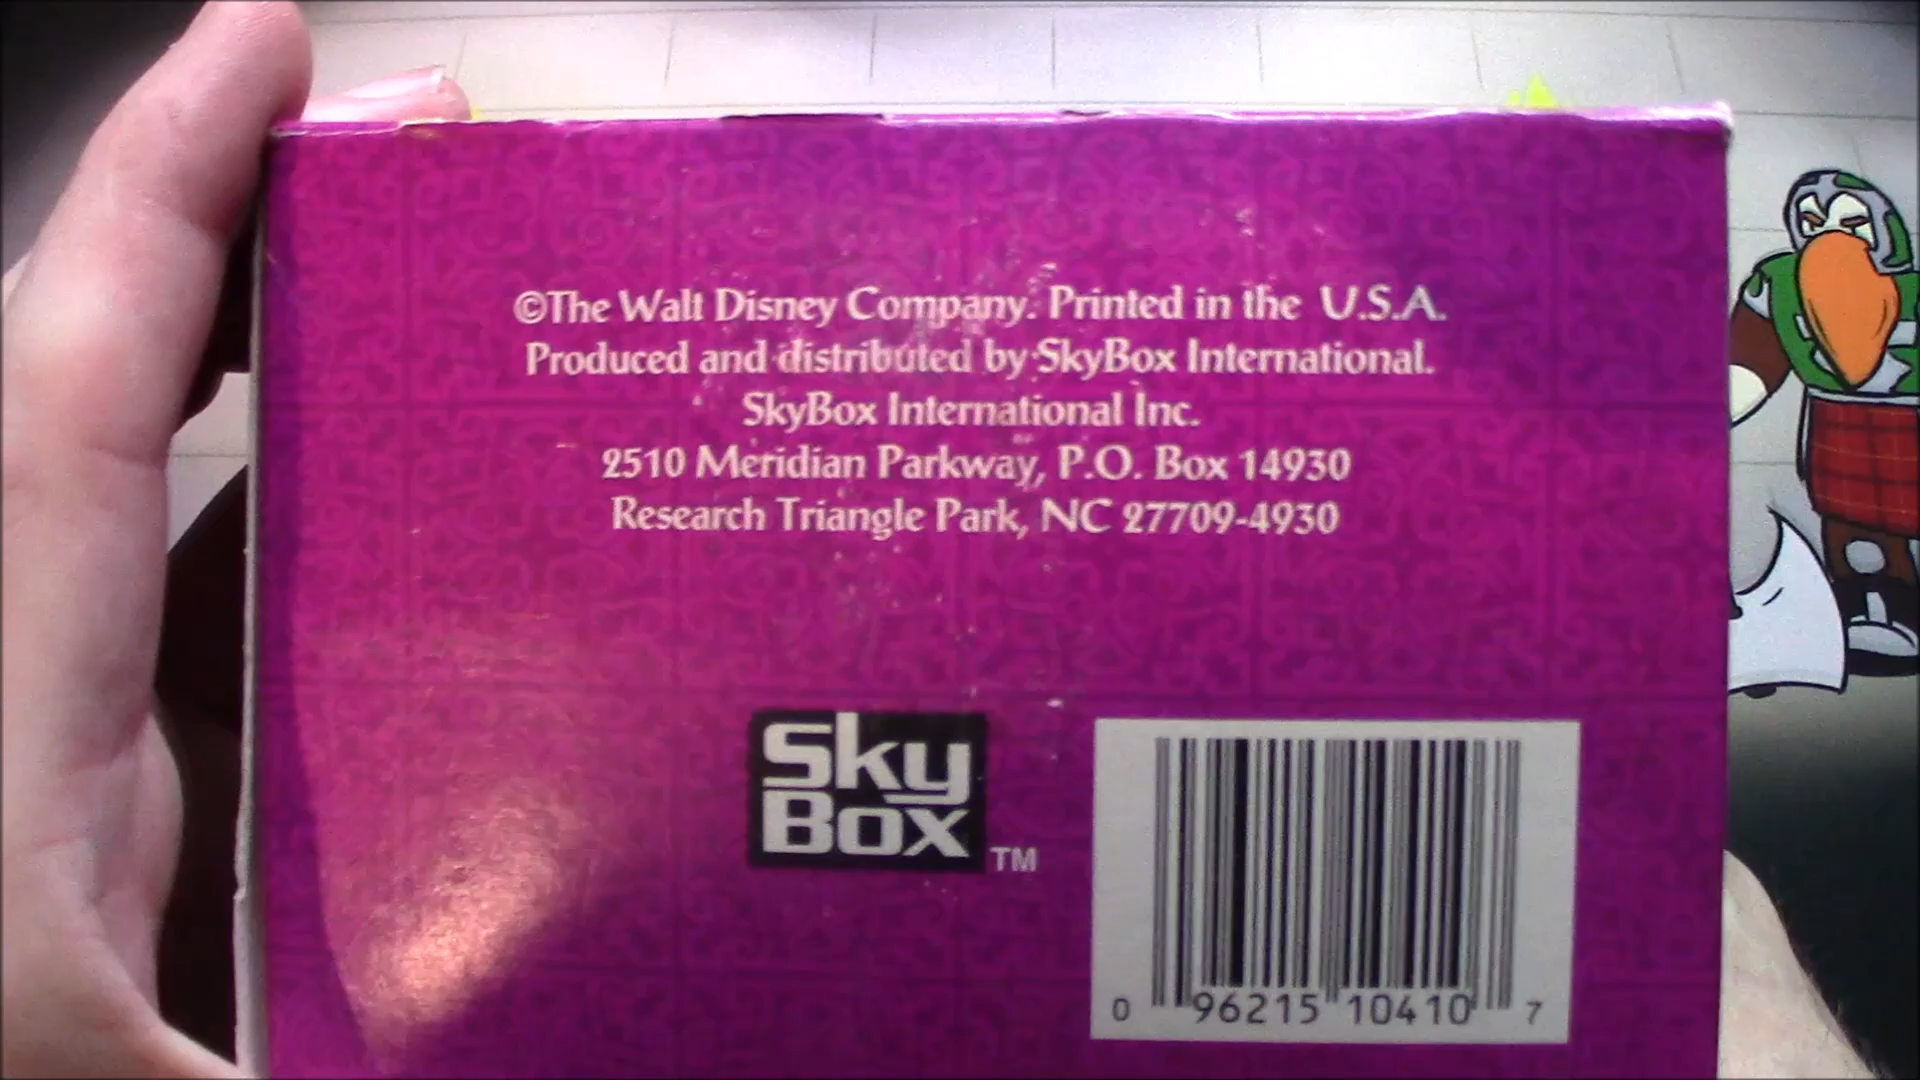 ©The Walt Disney Company. Printed in the U.S.A.
Produced and distributed by SkyBox International.
SkyBox International Inc.
2510 Meridian Parkway, P.O. Box 14930
Research Triangle Park, NC 27709-4930
Sky
Box TM
0 96215 10410 7